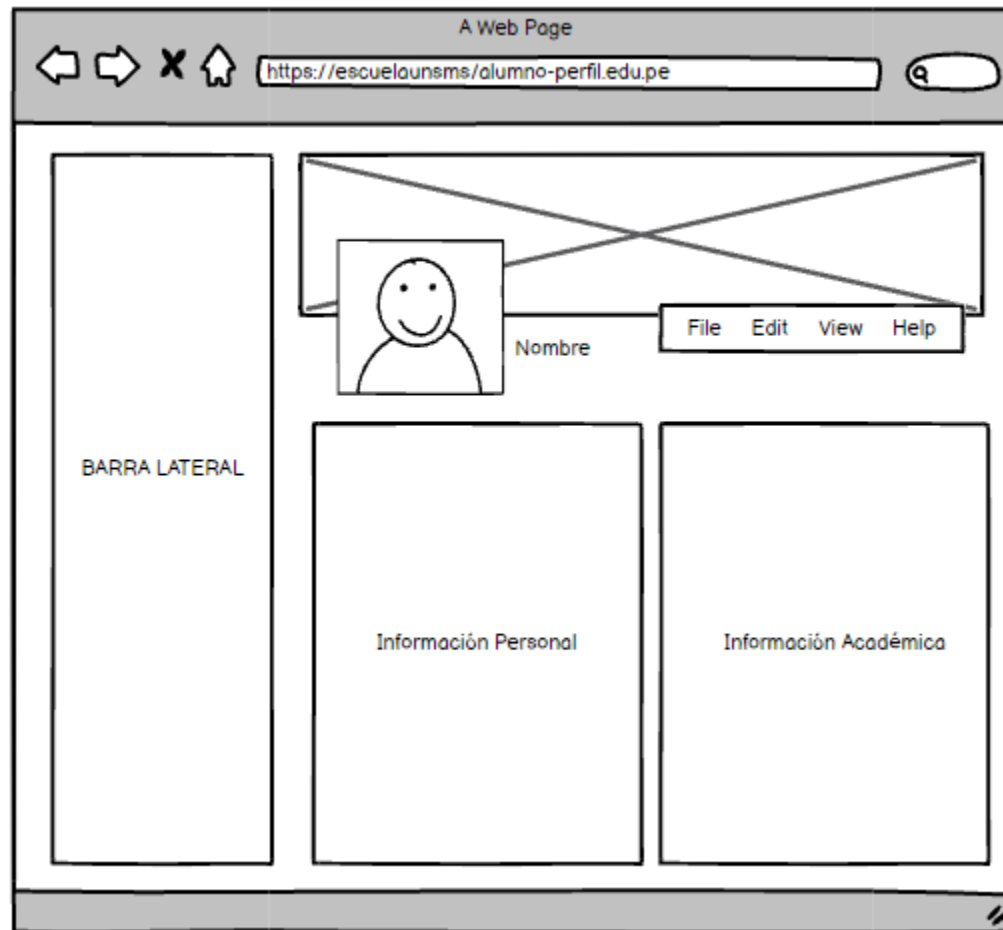 A Web Page
https://escuelaunsms/alumno-perfil.edu.pe
File Edit View Help
Nombre
BARRA LATERAL
Información Personal
Información Académica